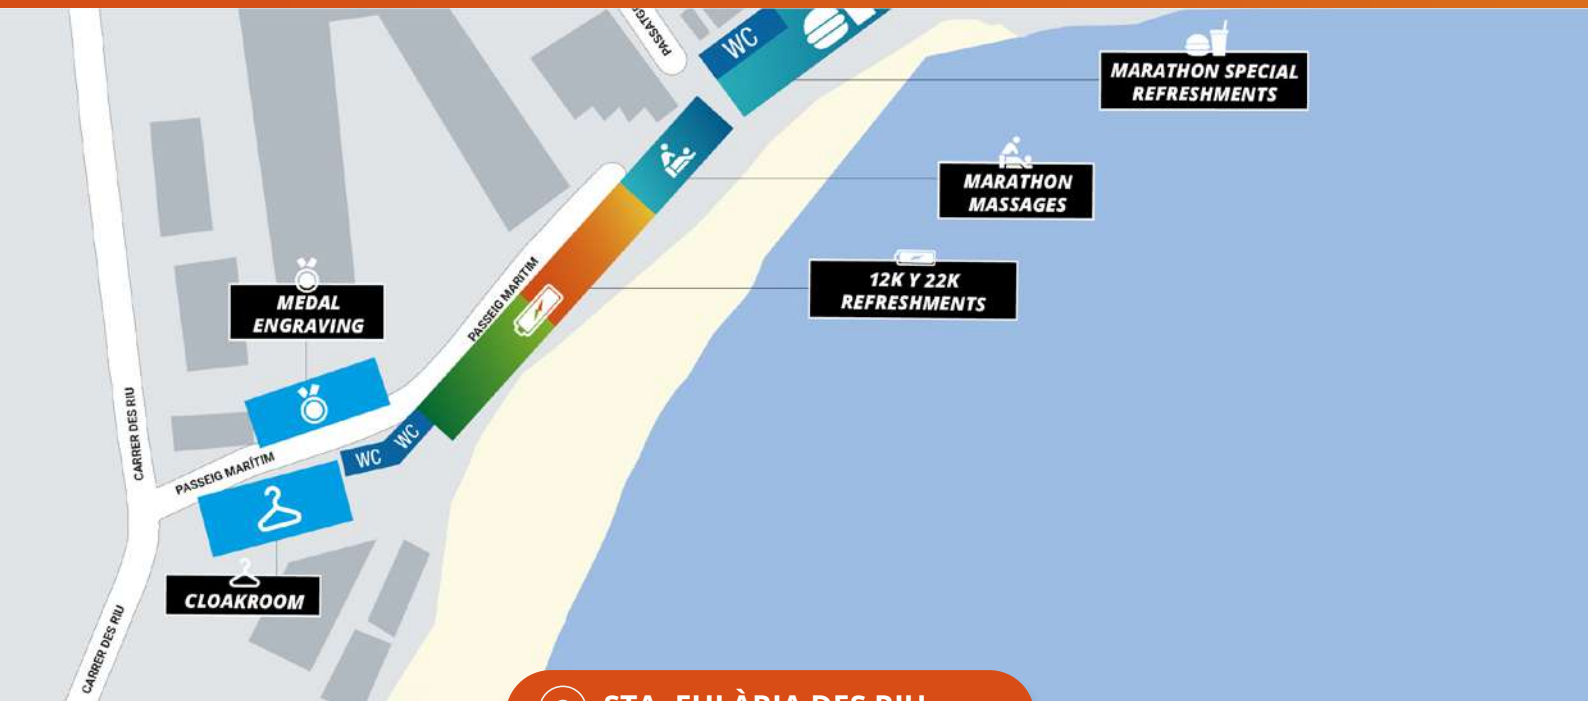 WC
MARATHON SPECIAL
REFRESHMENTS
MARATHON
MASSAGES
12K Y 22K
REFRESHMENTS
PASSEIG MARITIM
MEDAL
ENGRAVING
CARRER DES RIU
WC
WC
PASSEIG MARÍTIM
CLOAKROOM
CARRER DES RIU